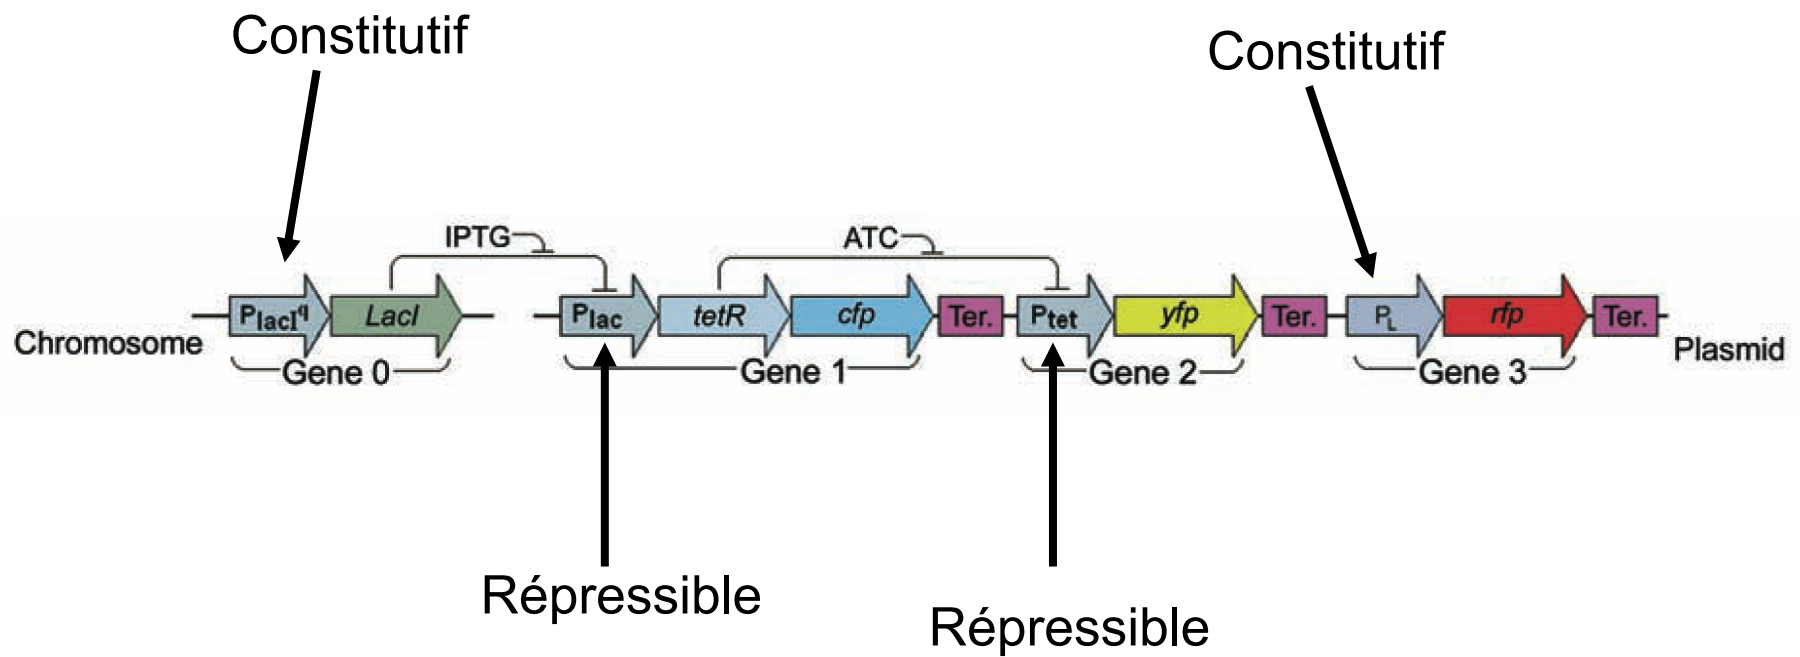 Constitutif
Constitutif
IPTG
ATC
Chromosome
PlacIq LacI
Plac tetR cfp Ter. Ptet yfp Ter. PL rfp Ter.
Plasmid
Gene 0
Gene 1
Gene 2
Gene 3
Répressible
Répressible